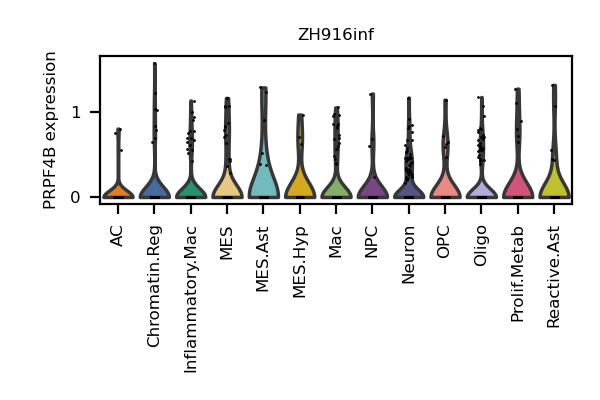 ZH916inf
PRPF4B expression
1
0
AC
Chromatin.Reg
Inflammatory.Mac
MES
MES.Ast
MES.Hyp
Mac
NPC
Neuron
OPC
Oligo
Prolif.Metab
Reactive.Ast